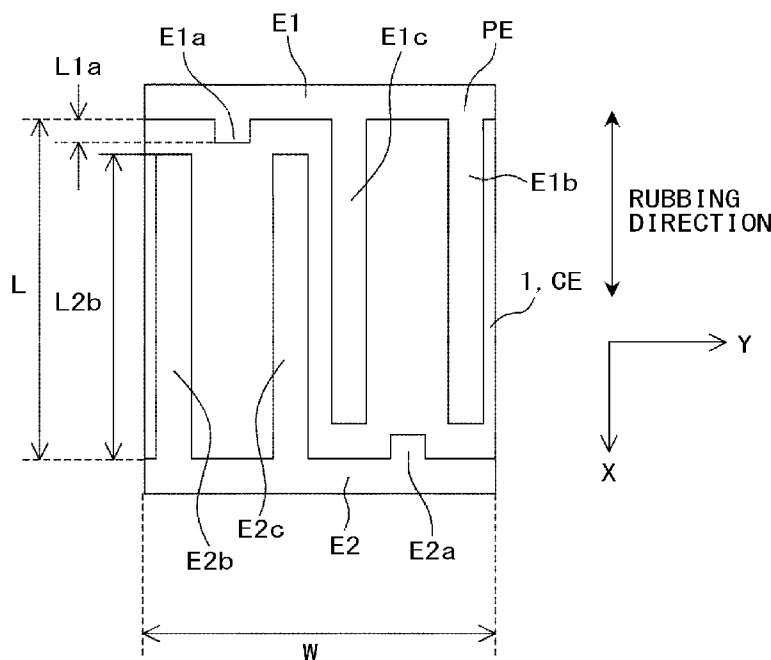 E1
E1a
E1c
PE
L1a
E1b
RUBBING
DIRECTION
L
L2b
1, CE
Y
X
E2c
E2
E2b
E2a
W